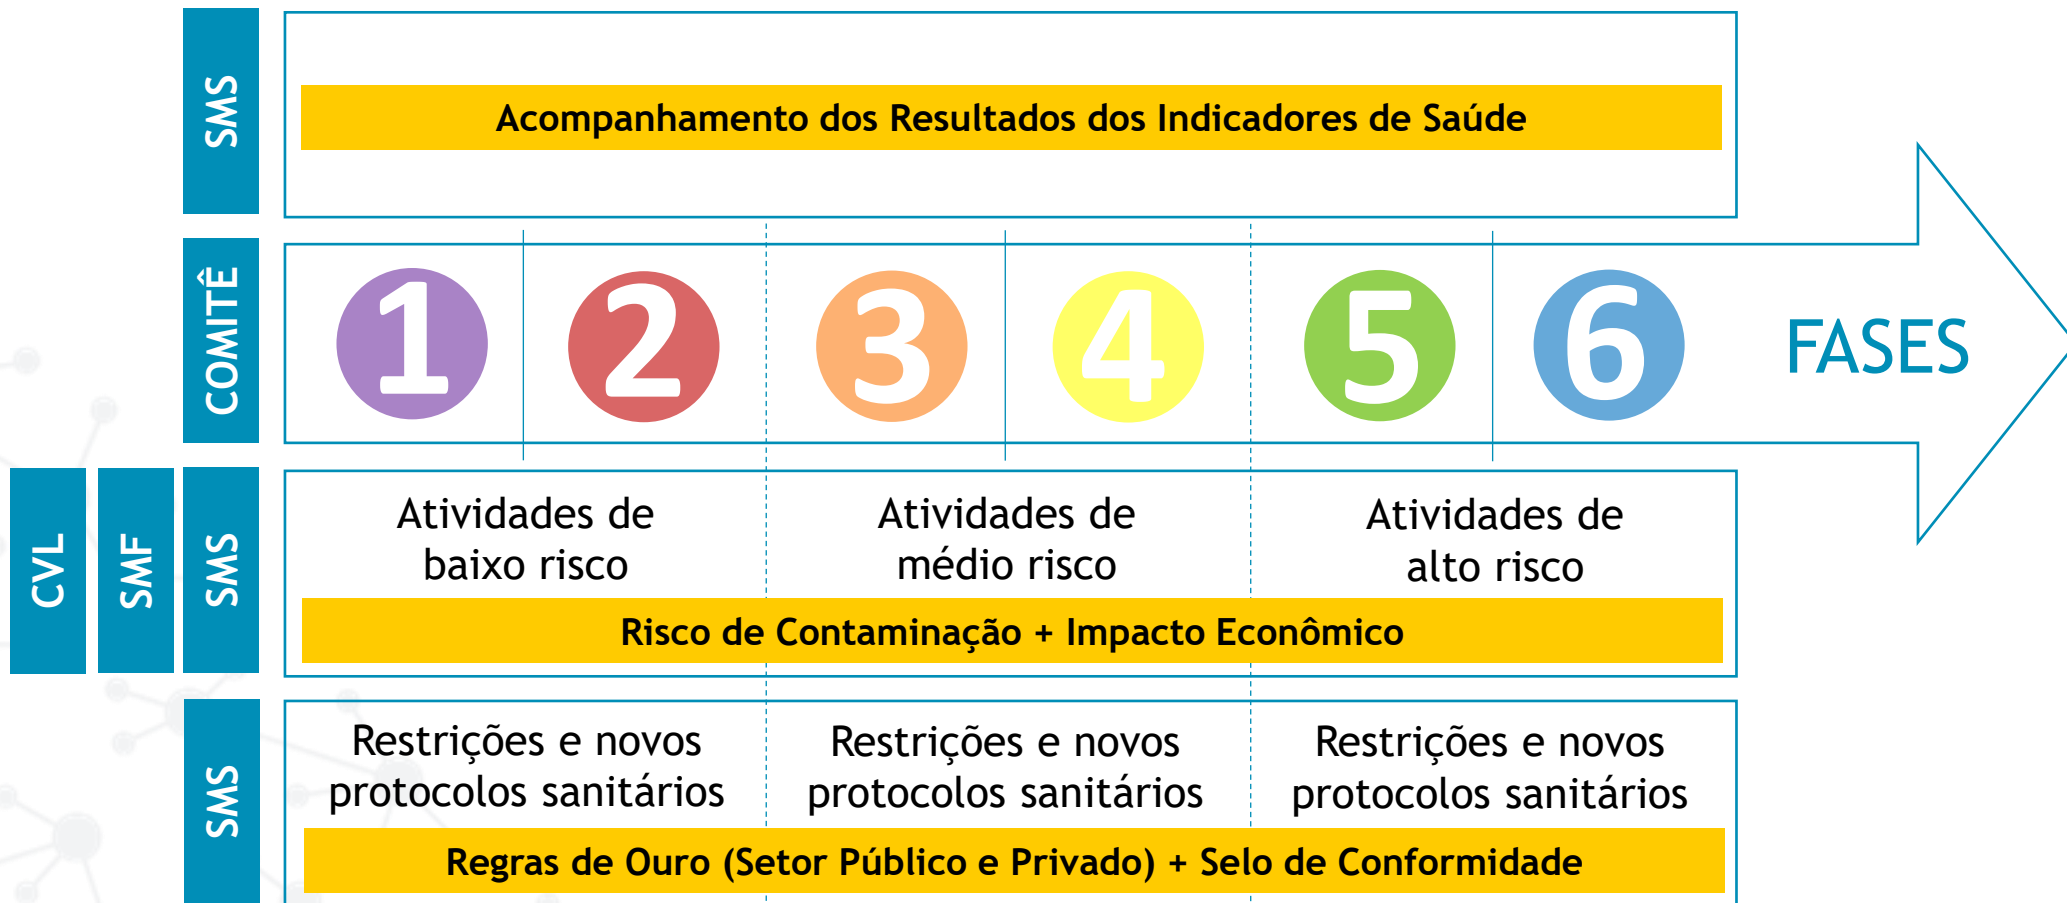 SMS
Acompanhamento dos Resultados dos Indicadores de Saúde
COMITÊ
1 2 3 4 5 6 FASES
CVL
SMF
SMS
Atividades de
baixo risco
Atividades de
médio risco
Atividades de
alto risco
Risco de Contaminação + Impacto Econômico
SMS
Restrições e novos
protocolos sanitários
Restrições e novos
protocolos sanitários
Restrições e novos
protocolos sanitários
Regras de Ouro (Setor Público e Privado) + Selo de Conformidade